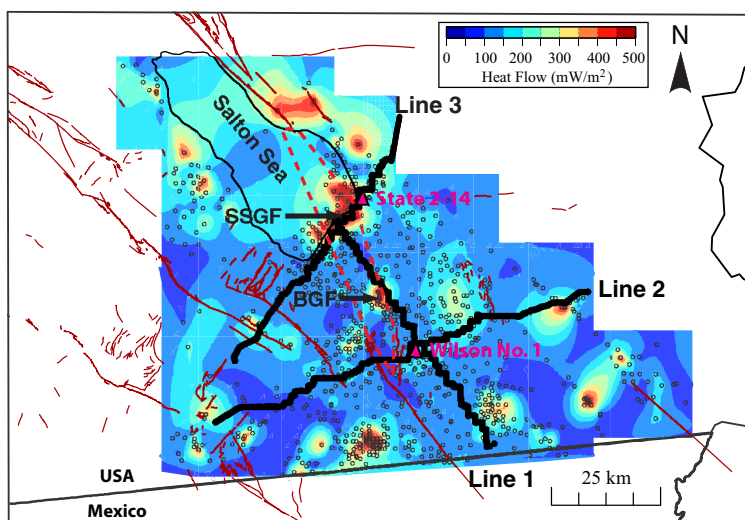 0 100 200 300 400 500
Heat Flow (mW/m²)
N
Line 3
Salton Sea
State 2-14
SSGF
BGF
Line 2
Wilson No. 1
Line 1
25 km
USA
Mexico